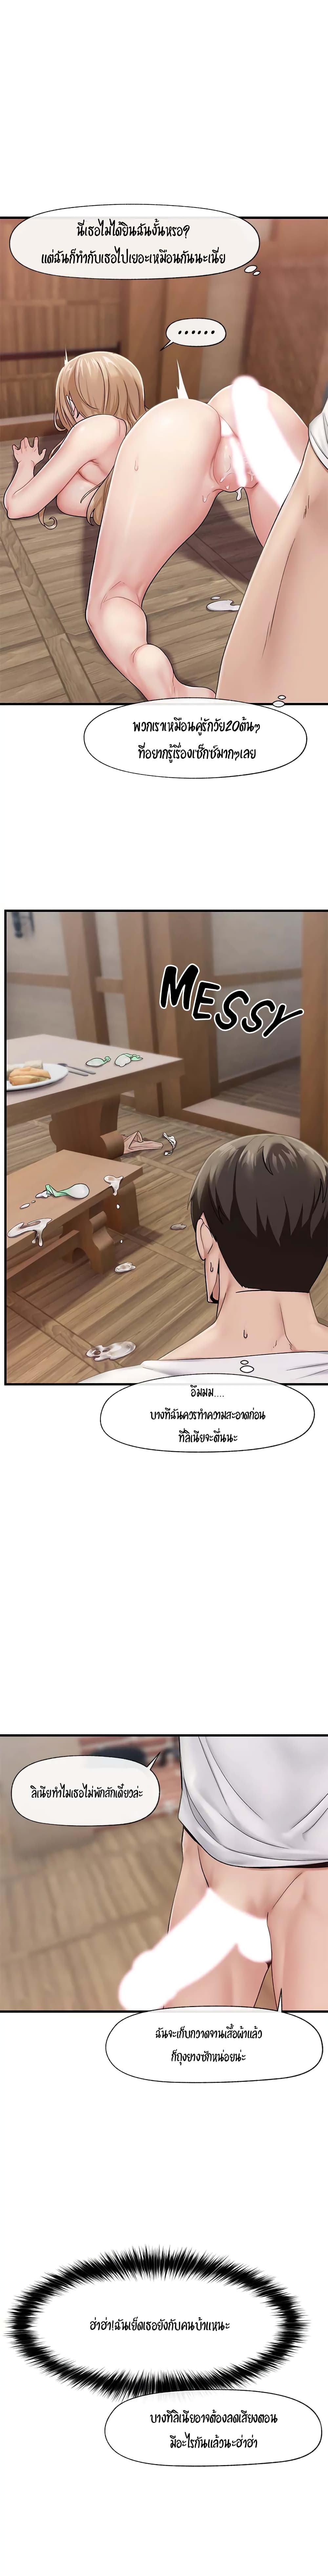 นี่เธอไม่ได้ยินฉันงั้นหรอ?
แต่ฉันก็ทำกับเธอไปเยอะเหมือนกันนะเนี่ย
......
พวกเราเหมือนคู่รักวัย20ต้นๆ
ที่อยากรู้เรื่องเซ็กซ์มากๆเลย
MESSY
อืมมม....
บางทีฉันควรทำความสะอาดก่อน
ที่ลิเนียจะตื่นนะ
ลิเนียทำไมเธอไม่พักสักเดี๋ยวล่ะ
ฉันจะเก็บกวาดจานเสื้อผ้าแล้ว
ก็ถุงยางซักหน่อยน่ะ
ฮ่าฮ่า!ฉันเย็ดเธอยังกับคนบ้าแหนะ
บางทีลิเนียอาจต้องลดเสียงตอน
มีอะไรกันแล้วนะฮ่าฮ่า